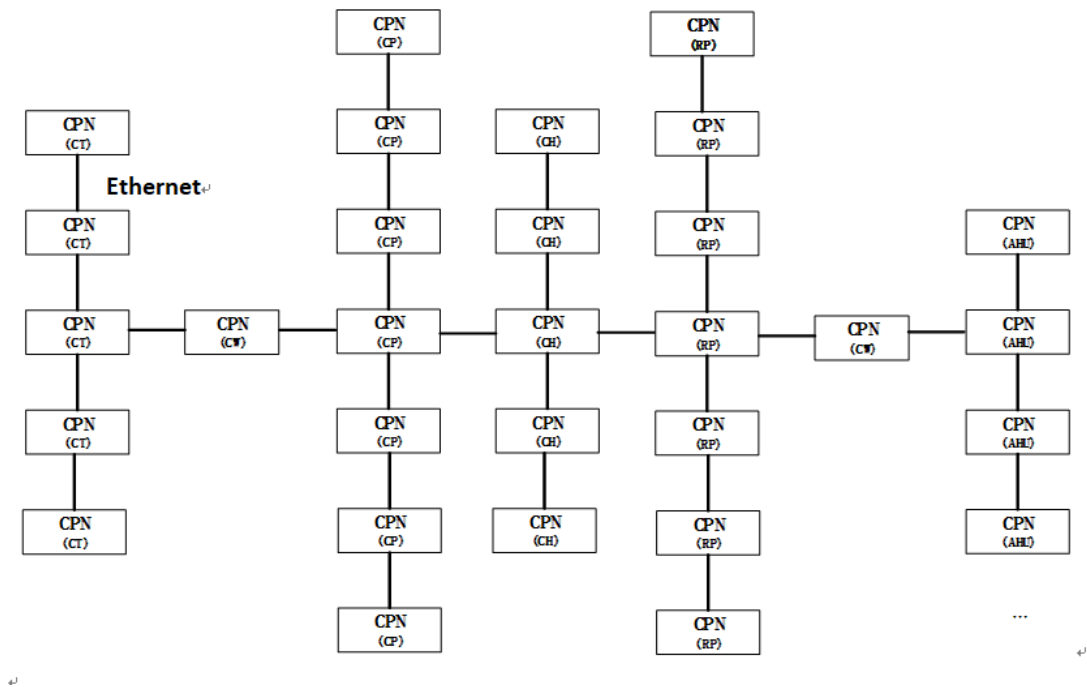 CPN
(CP)
CPN
(RP)
CPN
(CT)
CPN
(CP)
CPN
(CH)
CPN
(RP)
Ethernet
CPN
(CT)
CPN
(CP)
CPN
(CH)
CPN
(RP)
CPN
(AHU)
CPN
(CT)
CPN
(CW)
CPN
(CP)
CPN
(CH)
CPN
(RP)
CPN
(CW)
CPN
(AHU)
CPN
(CT)
CPN
(CP)
CPN
(CH)
CPN
(RP)
CPN
(AHU)
CPN
(CT)
CPN
(CP)
CPN
(CH)
CPN
(RP)
CPN
(AHU)
CPN
(CP)
CPN
(RP)
...